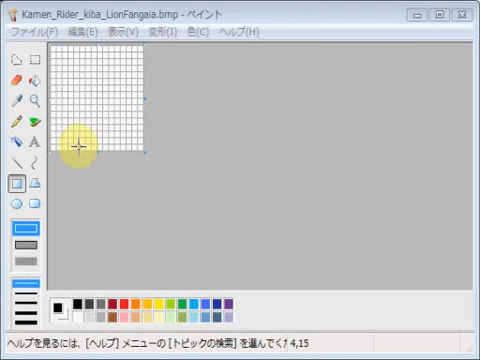 Kamen_Rider_kiba_LionFangaia.bmp - ペイント
ファイル(F) 編集(E) 表示(V) 変形(I) 色(C) ヘルプ(H)
A
ヘルプを見るには、[ヘルプ] メニューの [トピックの検索] を選んでく 4,15